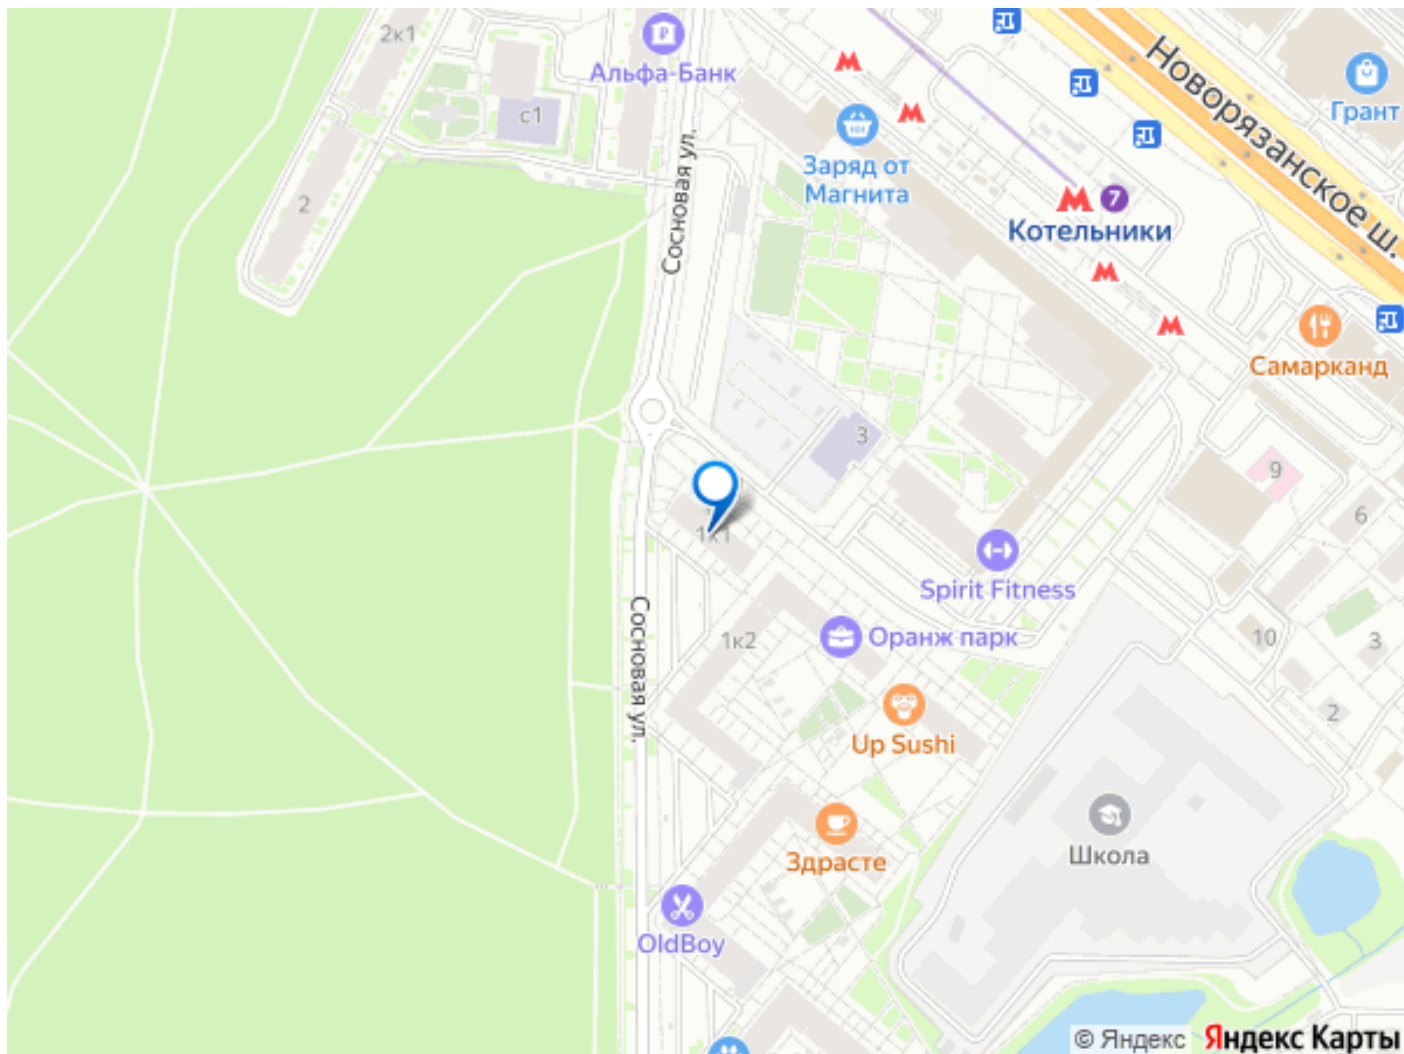 2к1
Альфа-Банк
с1
Новорязанское ш.
Грант
Заряд от
Магнита
7
Котельники
2
Сосновая ул.
Самарканд
3
9
6
1к1
Spirit Fitness
Сосновая ул.
1к2
Оранж парк
10
3
Up Sushi
2
Здрасте
Школа
OldBoy
© Яндекс Яндекс Карты